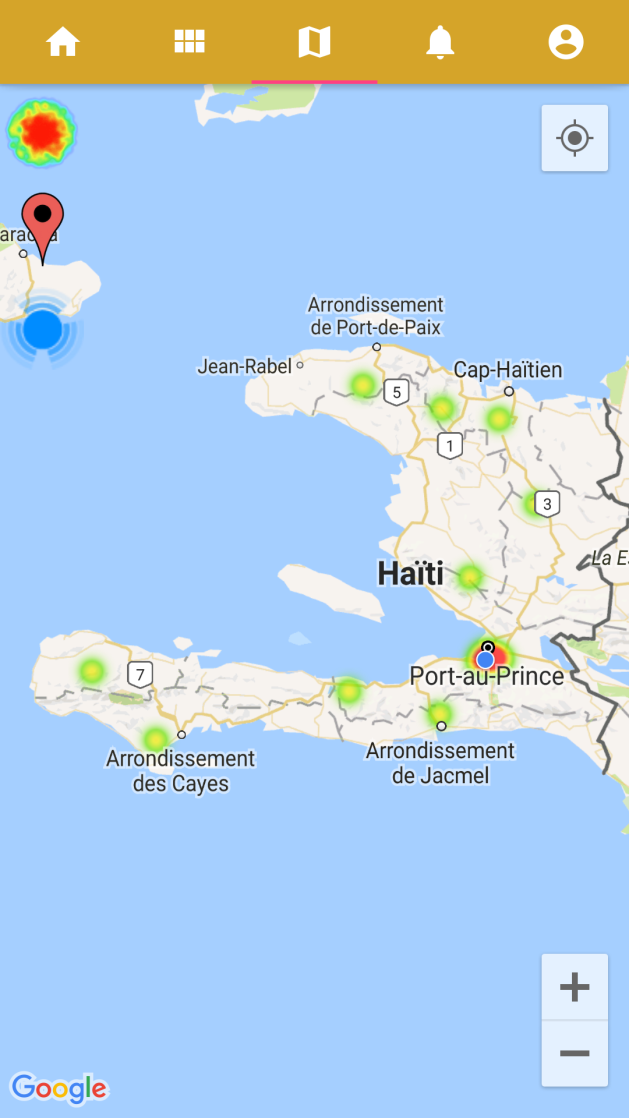 Arrondissement
de Port-de-Paix
Jean-Rabel
Cap-Haïtien
5
1
3
Haïti
La E
7
Port-au-Prince
Arrondissement
des Cayes
Arrondissement
de Jacmel
Google